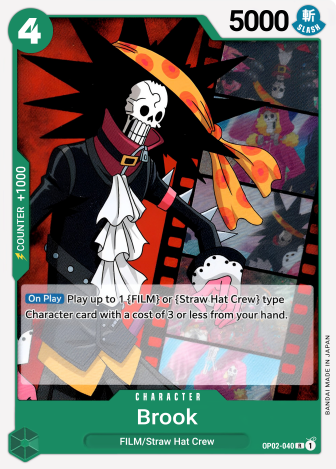 4
5000
斬
SLASH
COUNTER +1000
On Play Play up to 1 {FILM} or {Straw Hat Crew} type
Character card with a cost of 3 or less from your hand.
BANDAI MADE IN JAPAN
CHARACTER
Brook
FILM/Straw Hat Crew
OP02-040 R 1